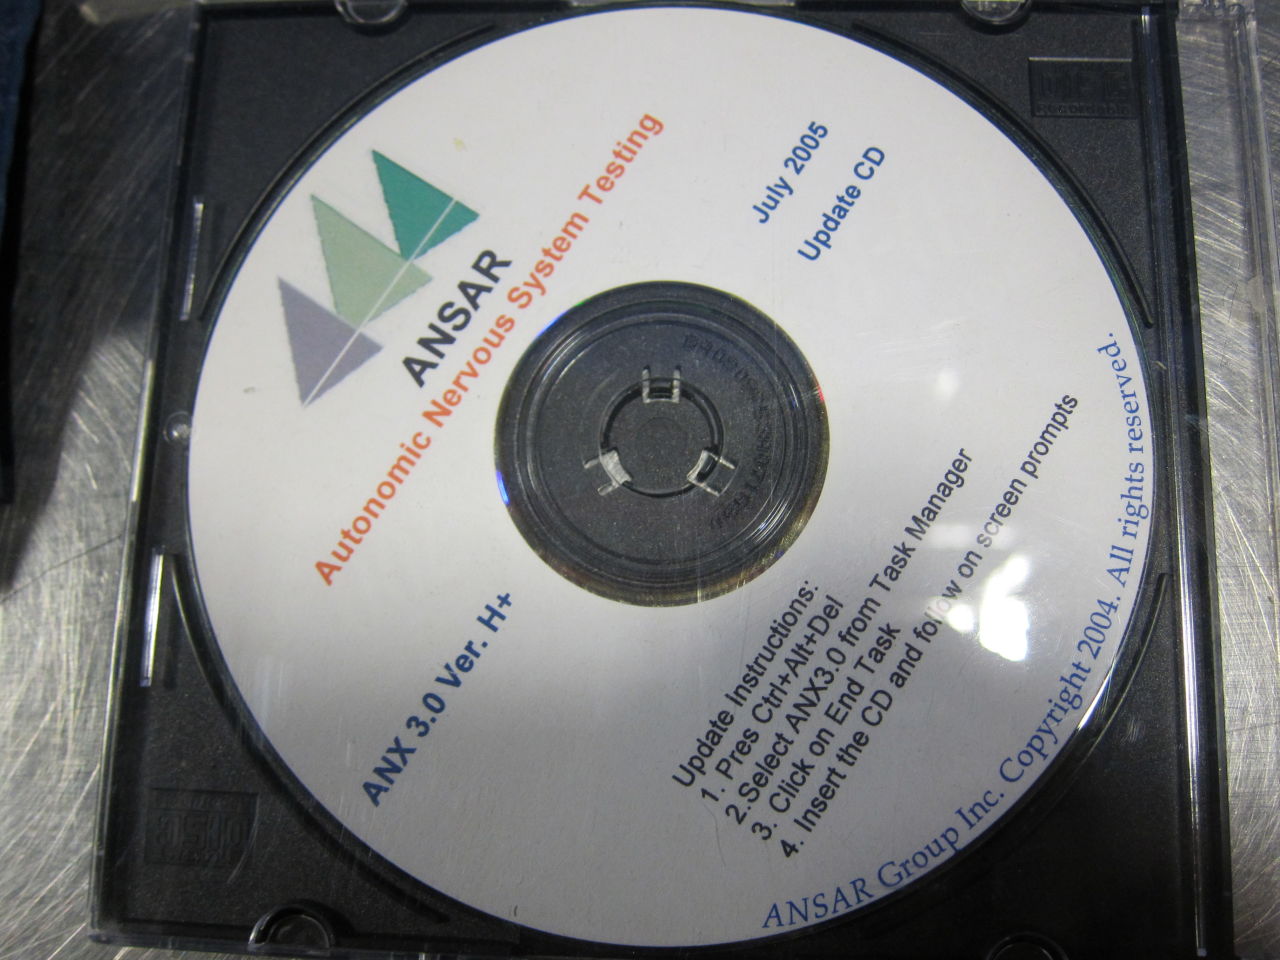 ANSAR
Autonomic Nervous System Testing
July 2005
Update CD
ANX 3.0 Ver. H+
Update Instructions:
1. Pres Ctrl+Alt+Del
2.Select ANX3.0 from Task Manager
3. Click on End Task
4. Insert the CD and follow on screen prompts
ANSAR Group Inc. Copyright 2004. All rights reserved.